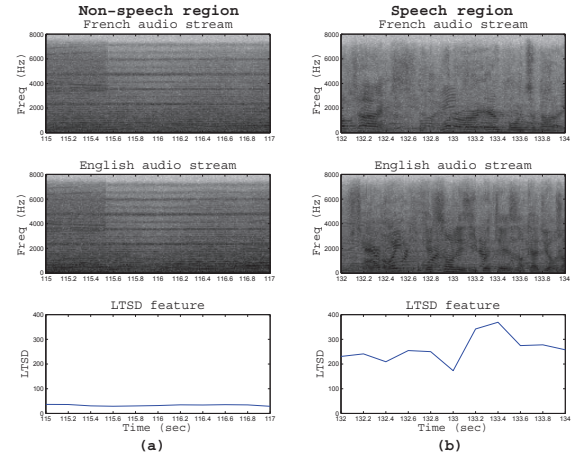 Non-speech region
French audio stream
8000
6000
4000
2000
0
Freq (Hz)
115 115.2 115.4 115.6 115.8 116 116.2 116.4 116.6 116.8 117
English audio stream
8000
6000
4000
2000
0
Freq (Hz)
115 115.2 115.4 115.6 115.8 116 116.2 116.4 116.6 116.8 117
LTSD feature
400
300
200
100
0
LTSD
115 115.2 115.4 115.6 115.8 116 116.2 116.4 116.6 116.8 117
Time (sec)
(a)
Speech region
French audio stream
8000
6000
4000
2000
0
Freq (Hz)
132 132.2 132.4 132.6 132.8 133 133.2 133.4 133.6 133.8 134
English audio stream
8000
6000
4000
2000
0
Freq (Hz)
132 132.2 132.4 132.6 132.8 133 133.2 133.4 133.6 133.8 134
LTSD feature
400
300
200
100
0
LTSD
132 132.2 132.4 132.6 132.8 133 133.2 133.4 133.6 133.8 134
Time (sec)
(b)